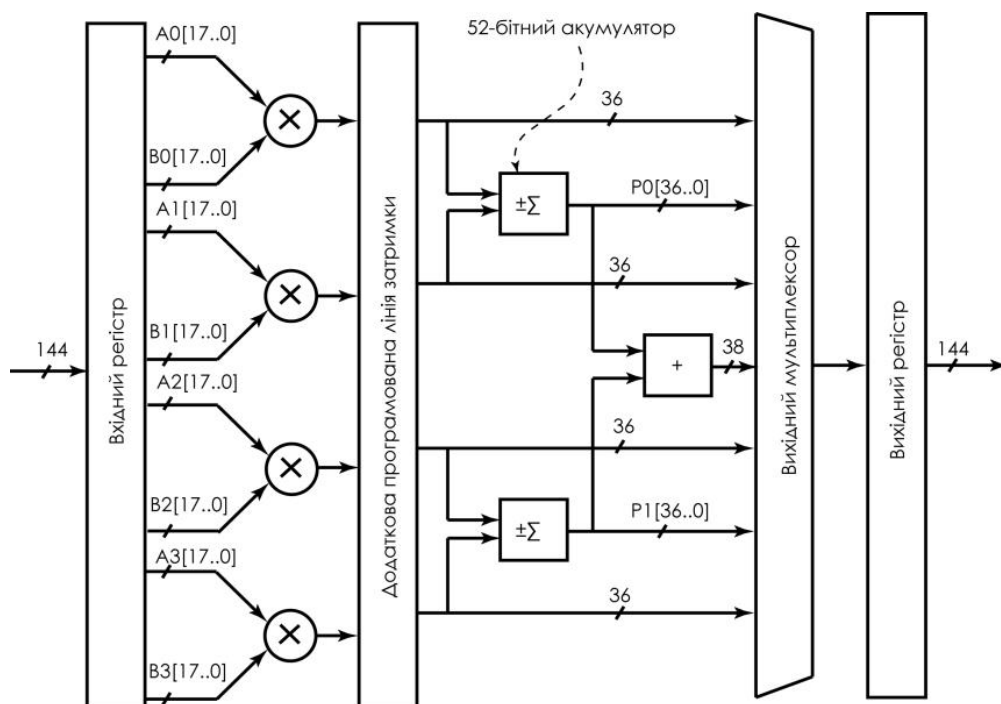 52-бітний акумулятор
144
Вхідний регістр
A0[17..0]
B0[17..0]
A1[17..0]
B1[17..0]
A2[17..0]
B2[17..0]
A3[17..0]
B3[17..0]
×
×
×
×
Додаткова програмована лінія затримки
36
±Σ
P0[36..0]
36
+
38
36
±Σ
P1[36..0]
36
Вихідний мультиплексор
Вихідний регістр
144